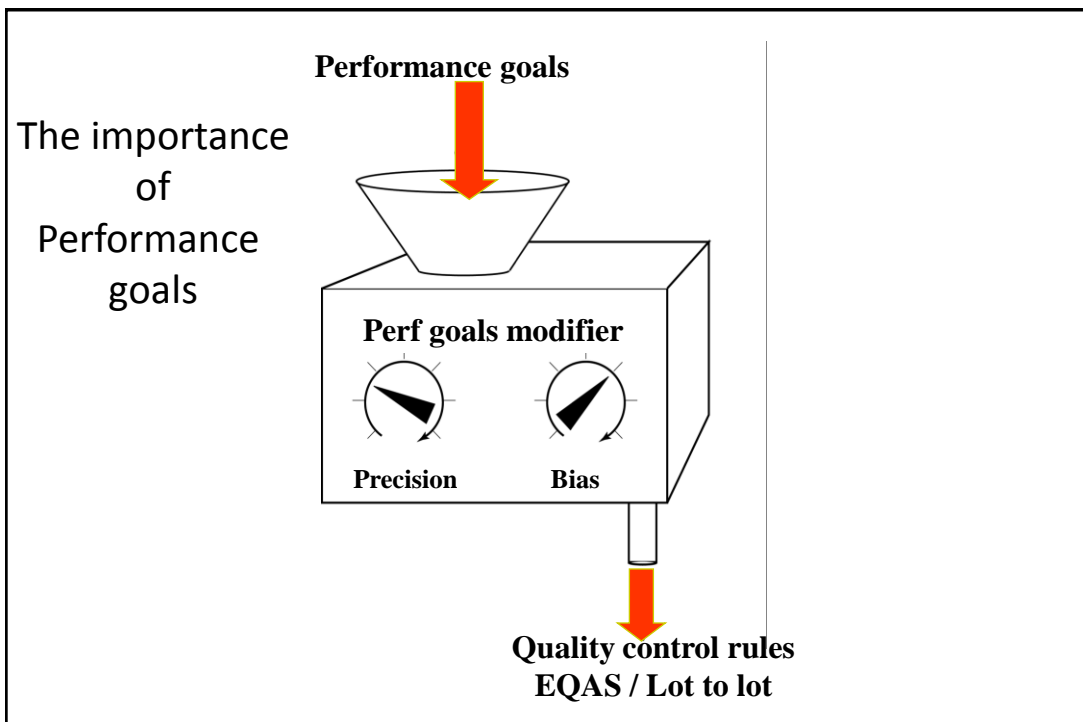 The importance
of
Performance
goals
Performance goals
Perf goals modifier
Precision
Bias
Quality control rules
EQAS / Lot to lot